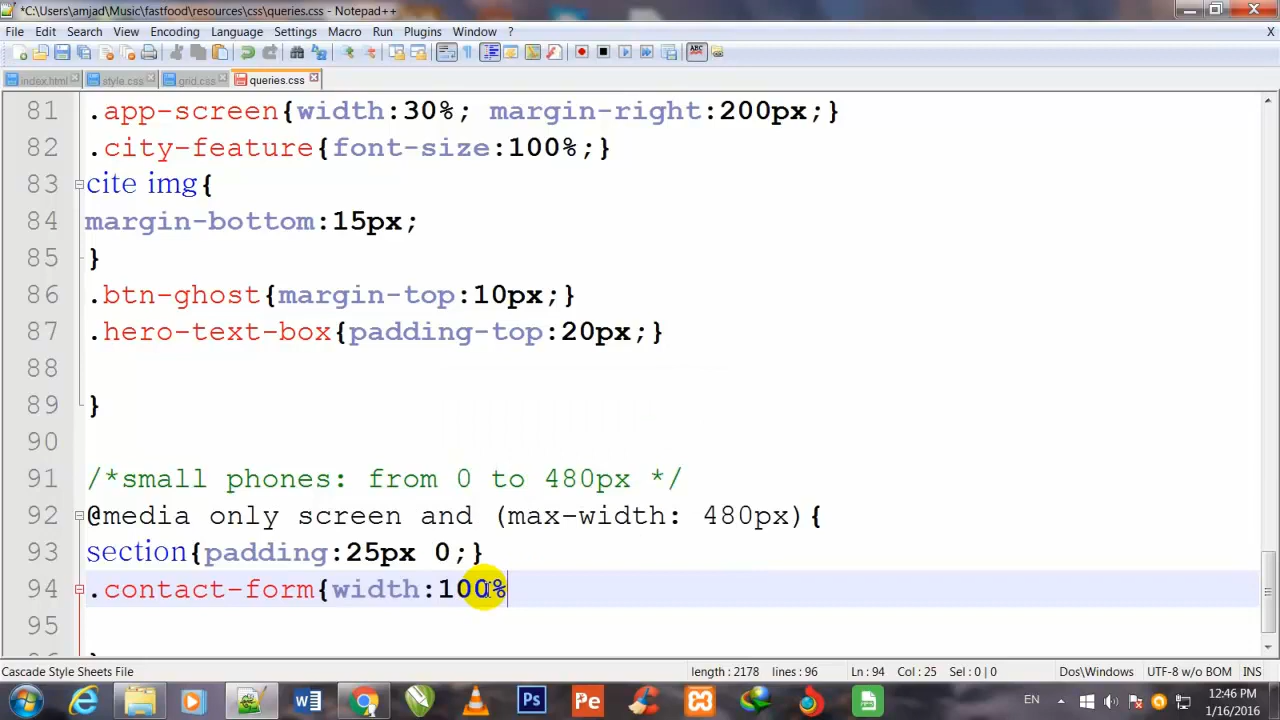 *C:\Users\amjad\Music\fastfood\resources\css\queries.css - Notepad++
File Edit Search View Encoding Language Settings Macro Run Plugins Window ? X
index.html style.css grid.css queries.css
81 .app-screen{width:30%; margin-right:200px;}
82 .city-feature{font-size:100%;}
83 cite img{
84 margin-bottom:15px;
85 }
86 .btn-ghost{margin-top:10px;}
87 .hero-text-box{padding-top:20px;}
88
89 }
90
91 /*small phones: from 0 to 480px */
92 @media only screen and (max-width: 480px){
93 section{padding:25px 0;}
94 .contact-form{width:100%
95
Cascade Style Sheets File length : 2178 lines : 96 Ln : 94 Col : 25 Sel : 0 | 0 Dos\Windows UTF-8 w/o BOM INS
W Ps Pe EN 12:46 PM
1/16/2016